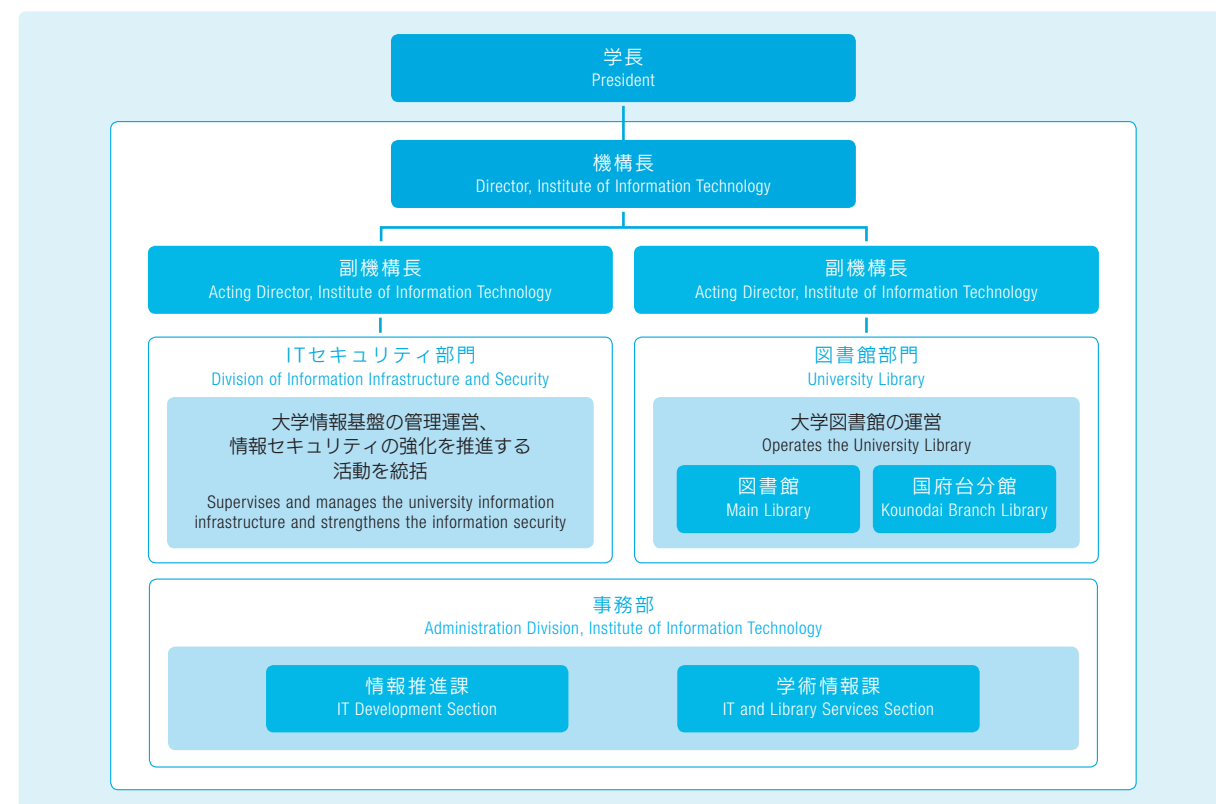 学長
President
機構長
Director, Institute of Information Technology
副機構長
Acting Director, Institute of Information Technology
副機構長
Acting Director, Institute of Information Technology
ITセキュリティ部門
Division of Information Infrastructure and Security
大学情報基盤の管理運営、
情報セキュリティの強化を推進する
活動を統括
Supervises and manages the university information
infrastructure and strengthens the information security
図書館部門
University Library
大学図書館の運営
Operates the University Library
図書館
Main Library
国府台分館
Kounodai Branch Library
事務部
Administration Division, Institute of Information Technology
情報推進課
IT Development Section
学術情報課
IT and Library Services Section